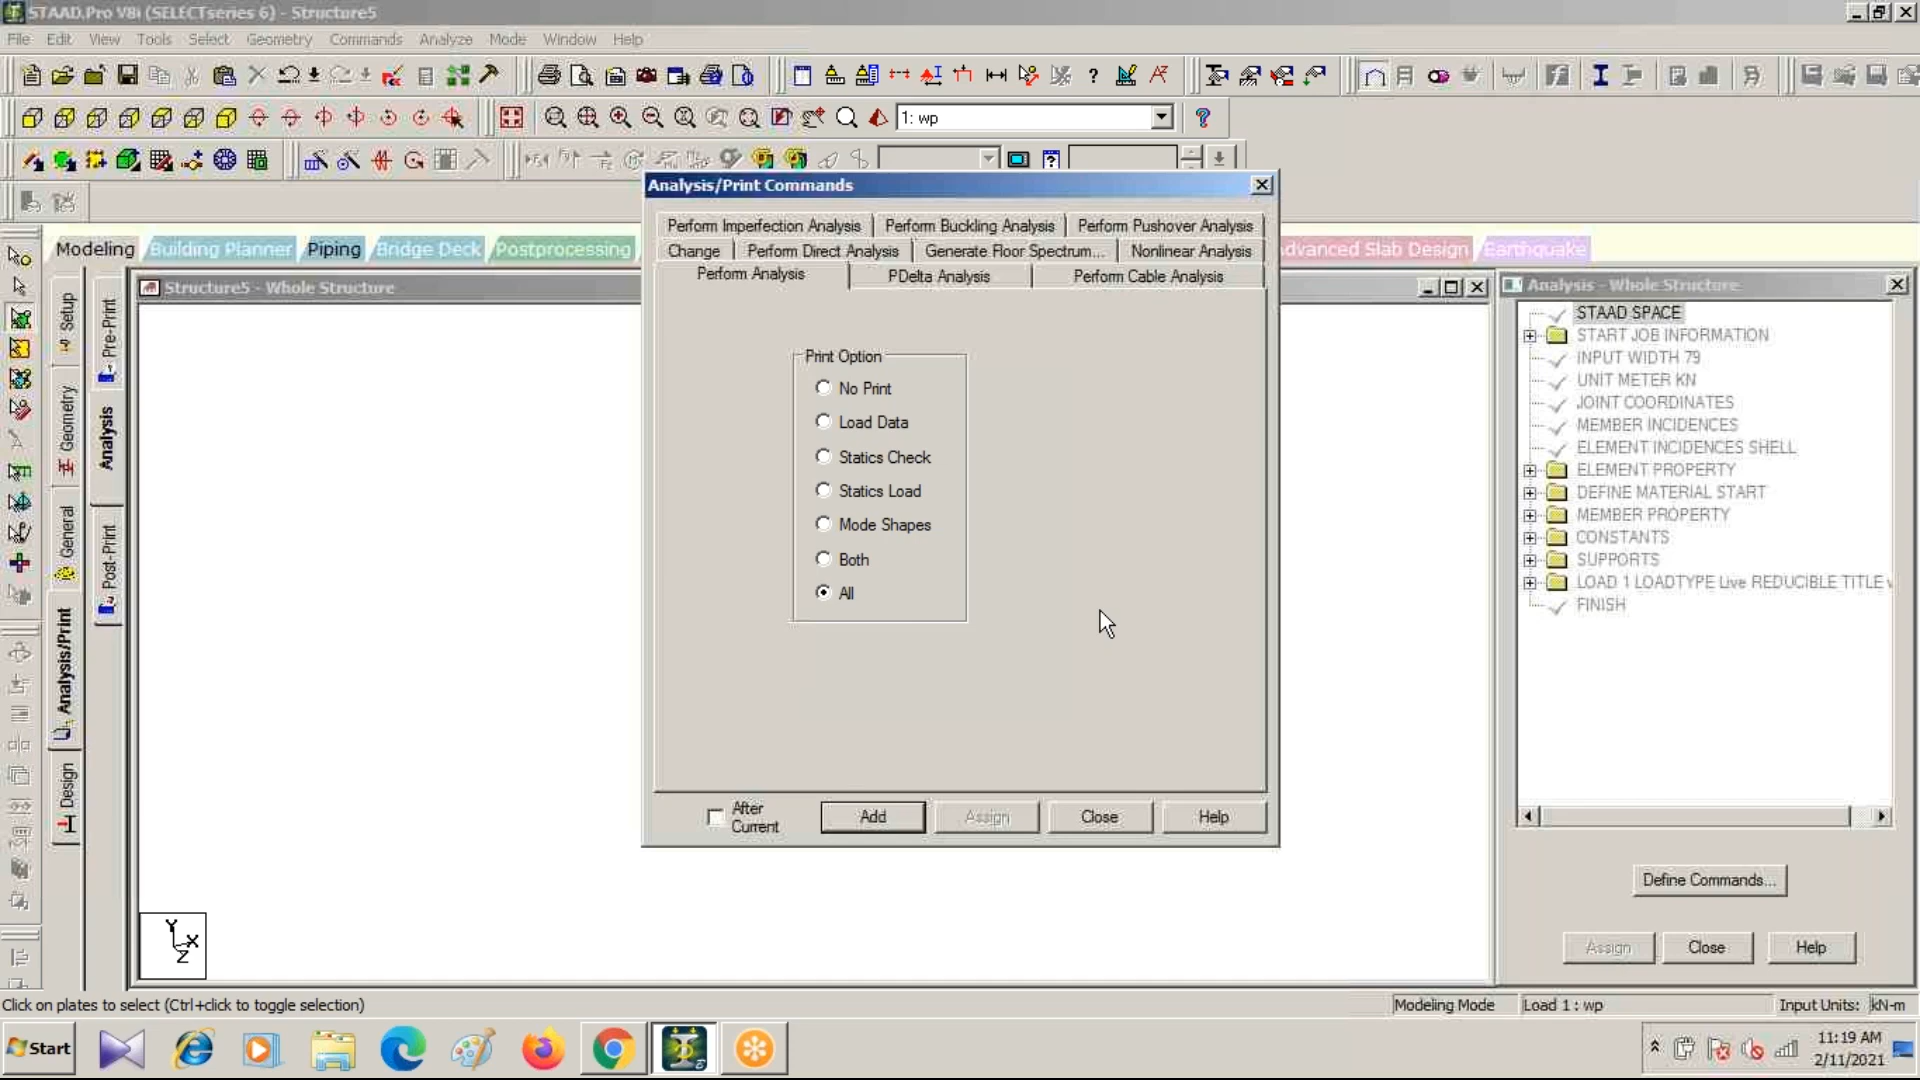 STAAD.Pro V8i (SELECTseries 6) - Structure5
File Edit View Tools Select Geometry Commands Analyze Mode Window Help
1: wp
Modeling Building Planner Piping Bridge Deck Postprocessing
dvanced Slab Design Earthquake
Setup
Geometry
General
Analysis/Print
Design
Pre-Print
Analysis
Post-Print
Structure5 - Whole Structure
Y
X
Z
Analysis/Print Commands
Perform Imperfection Analysis Perform Buckling Analysis Perform Pushover Analysis
Change Perform Direct Analysis Generate Floor Spectrum... Nonlinear Analysis
Perform Analysis PDelta Analysis Perform Cable Analysis
Print Option
No Print
Load Data
Statics Check
Statics Load
Mode Shapes
Both
All
After
Current
Add Assign Close Help
Analysis - Whole Structure
STAAD SPACE
START JOB INFORMATION
INPUT WIDTH 79
UNIT METER KN
JOINT COORDINATES
MEMBER INCIDENCES
ELEMENT INCIDENCES SHELL
ELEMENT PROPERTY
DEFINE MATERIAL START
MEMBER PROPERTY
CONSTANTS
SUPPORTS
LOAD 1 LOADTYPE Live REDUCIBLE TITLE
FINISH
Define Commands...
Assign Close Help
Click on plates to select (Ctrl+click to toggle selection)
Modeling Mode Load 1 : wp Input Units: kN-m
Start
11:19 AM
2/11/2021